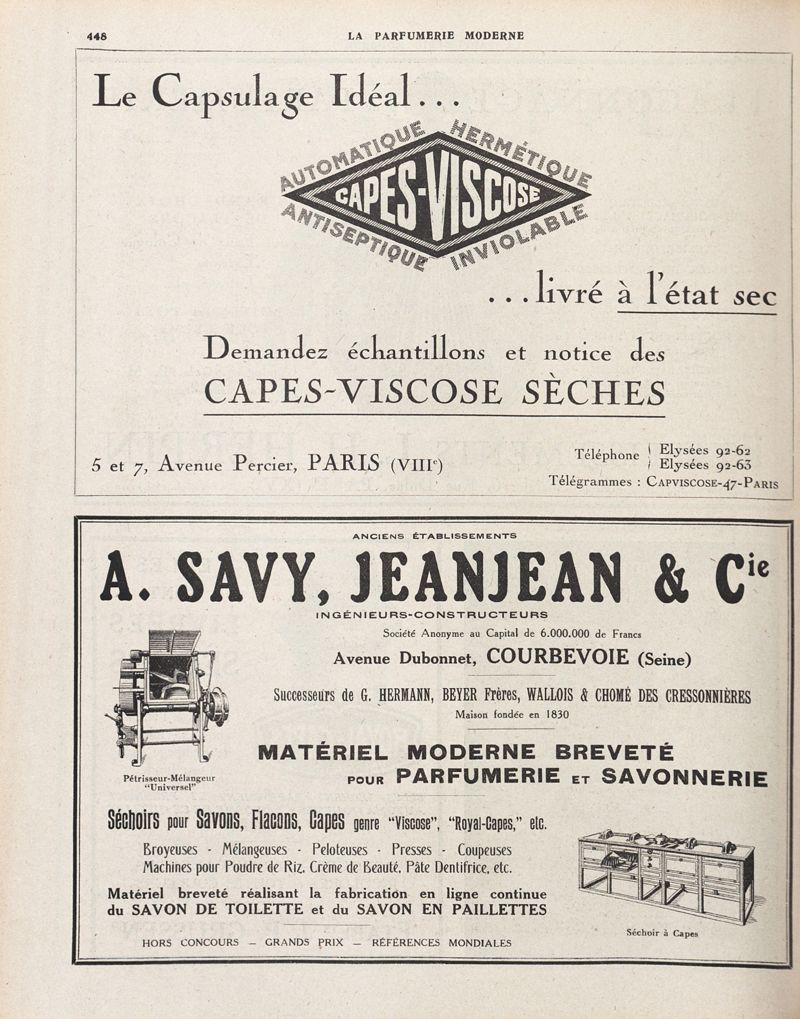 448
LA PARFUMERIE MODERNE
Le Capsulage Idéal...
AUTOMATIQUE HERMÉTIQUE
CAPES-VISCOSE
ANTISEPTIQUE INVIOLABLE
...livré à l'état sec
Demandez échantillons et notice des
CAPES-VISCOSE SÈCHES
5 et 7, Avenue Percier, PARIS (VIIIe)
Téléphone { Elysées 92-62
Elysées 92-63
Télégrammes : CAPVISCOSE-47-PARIS
ANCIENS ÉTABLISSEMENTS
A. SAVY, JEANJEAN & Cie
INGÉNIEURS-CONSTRUCTEURS
Société Anonyme au Capital de 6.000.000 de Francs
Avenue Dubonnet, COURBEVOIE (Seine)
Successeurs de G. HERMANN, BEYER Frères, WALLOIS & CHOMÉ DES CRESSONNIÈRES
Maison fondée en 1830
MATÉRIEL MODERNE BREVETÉ
POUR PARFUMERIE ET SAVONNERIE
Pétrisseur-Mélangeur
"Universel"
Séchoirs pour Savons, Flacons, Capes genre "Viscose", "Royal-Capes," etc.
Broyeuses - Mélangeuses - Peloteuses - Presses - Coupeuses
Machines pour Poudre de Riz, Crème de Beauté, Pâte Dentifrice, etc.
Matériel breveté réalisant la fabrication en ligne continue
du SAVON DE TOILETTE et du SAVON EN PAILLETTES
Séchoir à Capes
HORS CONCOURS — GRANDS PRIX — RÉFÉRENCES MONDIALES